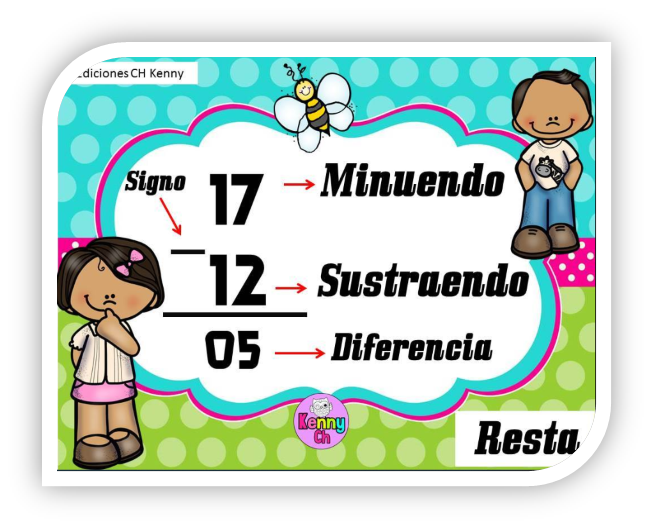 Ediciones CH Kenny
Signo
17 Minuendo
12 Sustraendo
05 Diferencia
Kenny
Ch
Resta